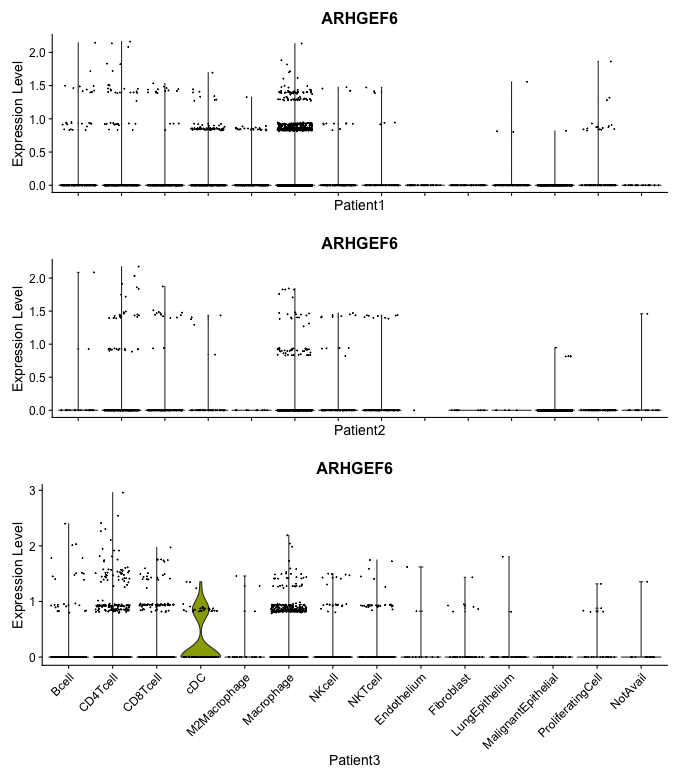 ARHGEF6
Expression Level
2.0
1.5
1.0
0.5
0.0
Patient1
ARHGEF6
Expression Level
2.0
1.5
1.0
0.5
0.0
Patient2
ARHGEF6
Expression Level
3
2
1
0
Bcell
CD4Tcell
CD8Tcell
cDC
M2Macrophage
Macrophage
NKcell
NKTcell
Endothelium
Fibroblast
LungEpithelium
MalignantEpithelial
ProliferatingCell
NotAvail
Patient3